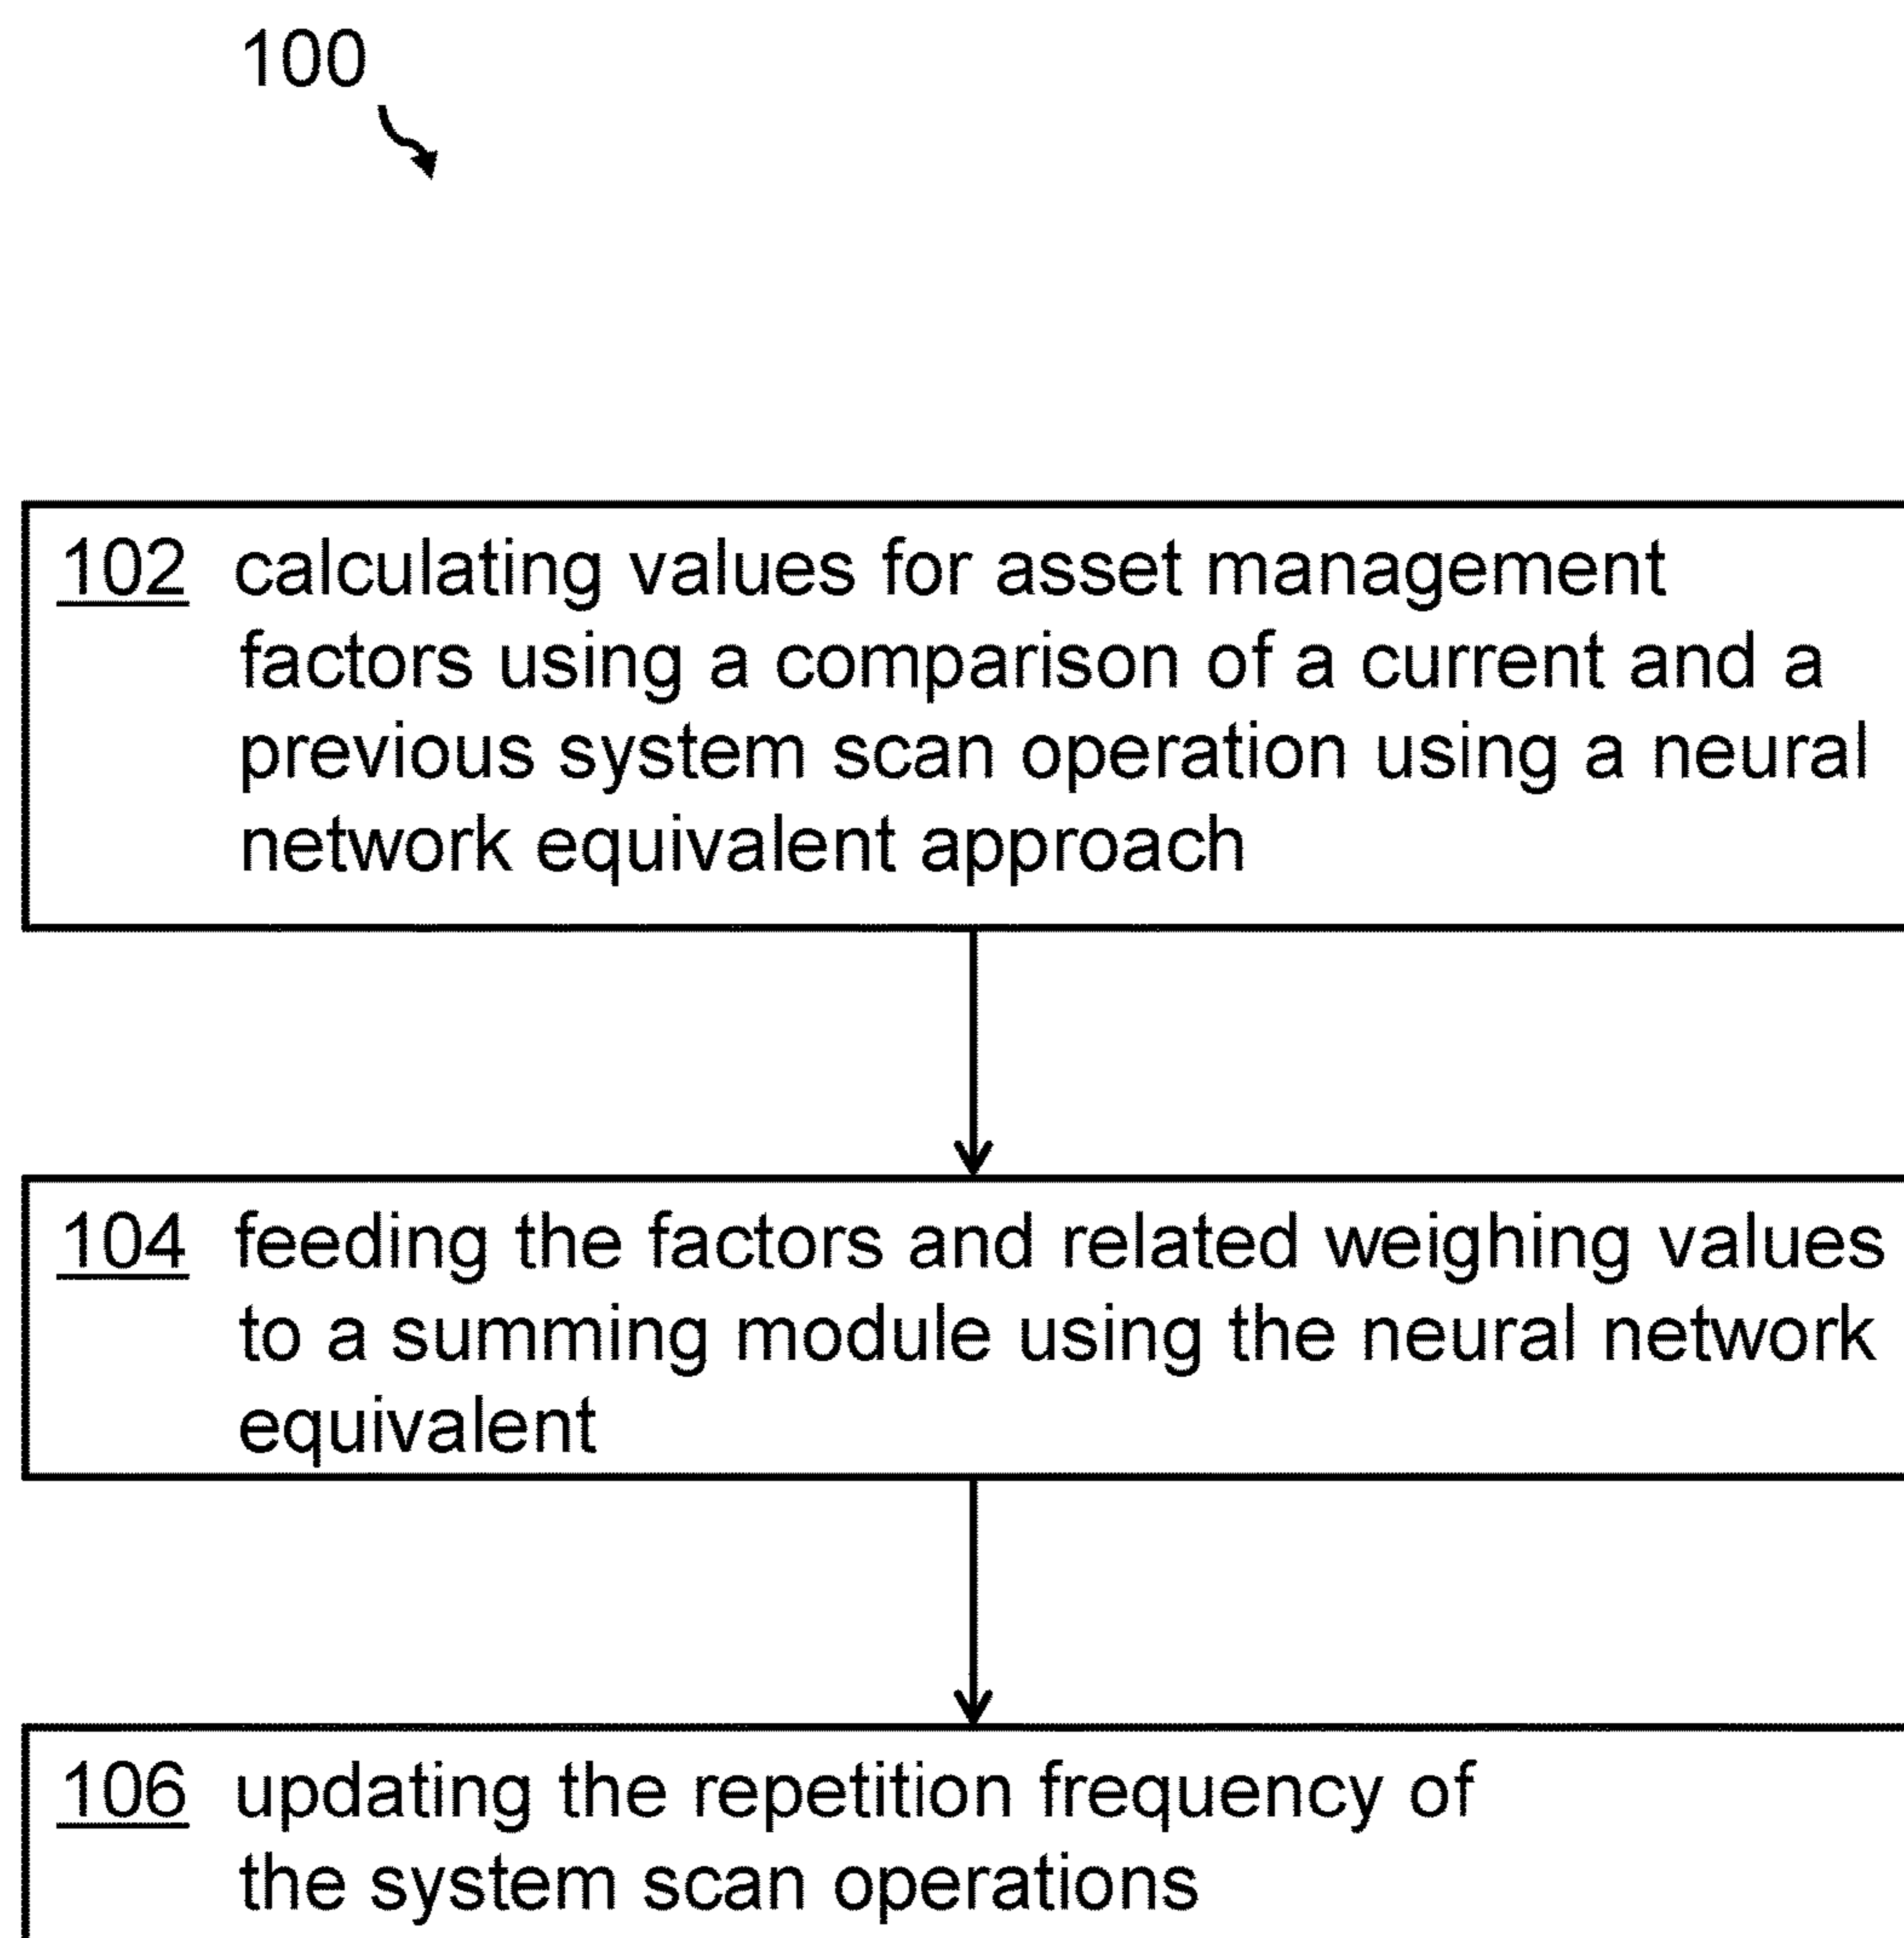 100
102 calculating values for asset management
factors using a comparison of a current and a
previous system scan operation using a neural
network equivalent approach
104 feeding the factors and related weighing values
to a summing module using the neural network
equivalent
106 updating the repetition frequency of
the system scan operations